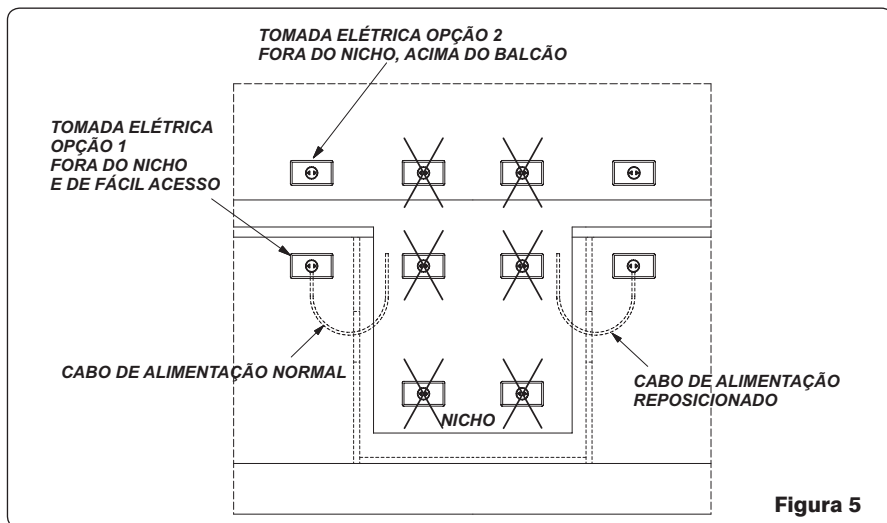 TOMADA ELÉTRICA OPÇÃO 2
FORA DO NICHO, ACIMA DO BALCÃO
TOMADA ELÉTRICA
OPÇÃO 1
FORA DO NICHO
E DE FÁCIL ACESSO
CABO DE ALIMENTAÇÃO NORMAL
CABO DE ALIMENTAÇÃO
REPOSICIONADO
NICHO
Figura 5